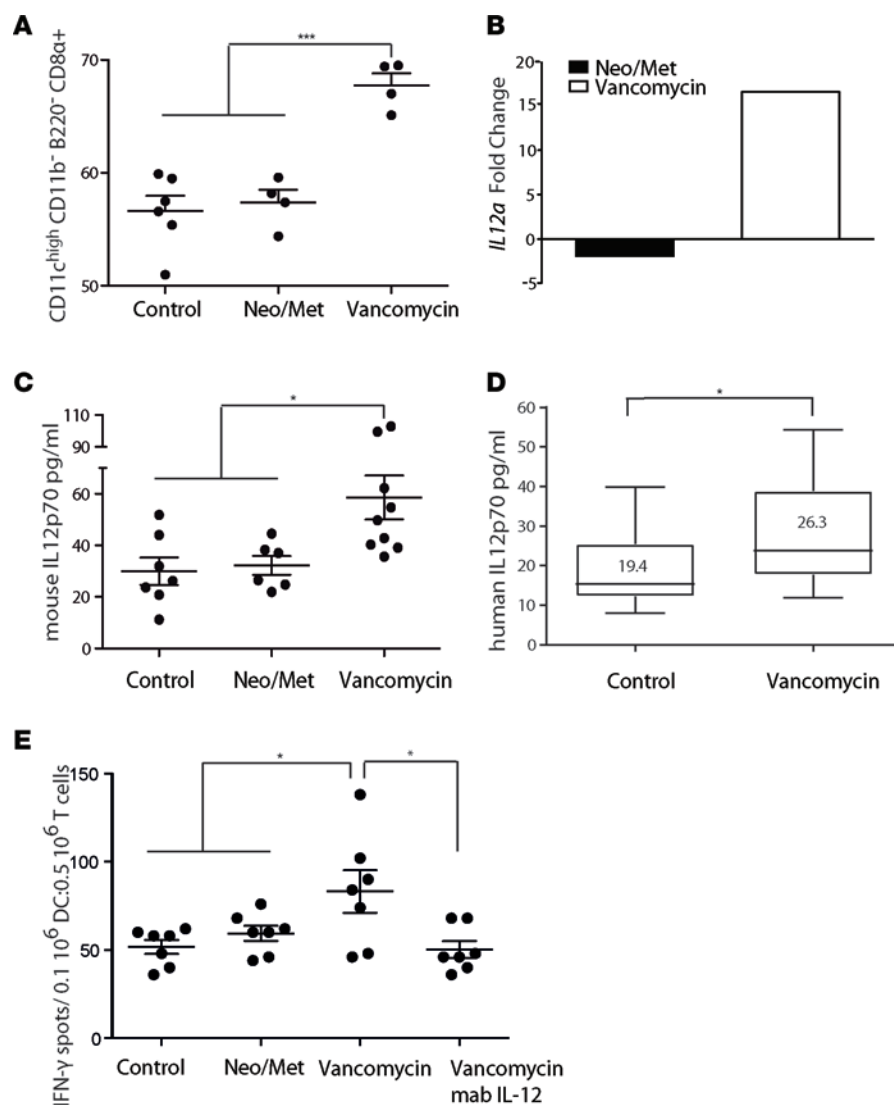 A
CD11chigh CD11b- B220- CD8α+
***
70
60
50
Control
Neo/Met
Vancomycin
B
IL12a Fold Change
Neo/Met
Vancomycin
20
15
10
5
0
-5
C
mouse IL12p70 pg/ml
*
110
90
60
40
20
0
Control
Neo/Met
Vancomycin
D
human IL12p70 pg/ml
*
60
50
40
30
20
10
0
19.4
26.3
Control
Vancomycin
E
IFN-γ spots/ 0.1 10⁶ DC:0.5 10⁶ T cells
*
*
150
100
50
0
Control
Neo/Met
Vancomycin
Vancomycin
mab IL-12